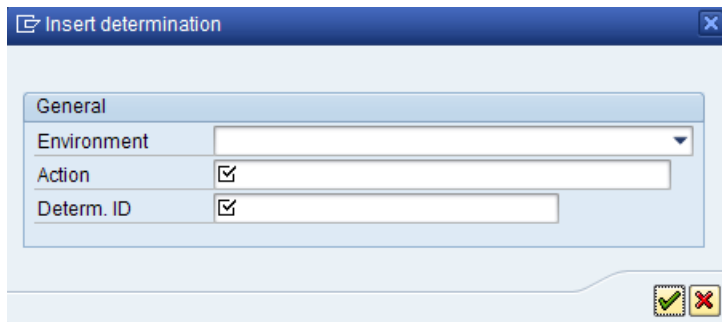 Insert determination
General
Environment
Action
Determ. ID